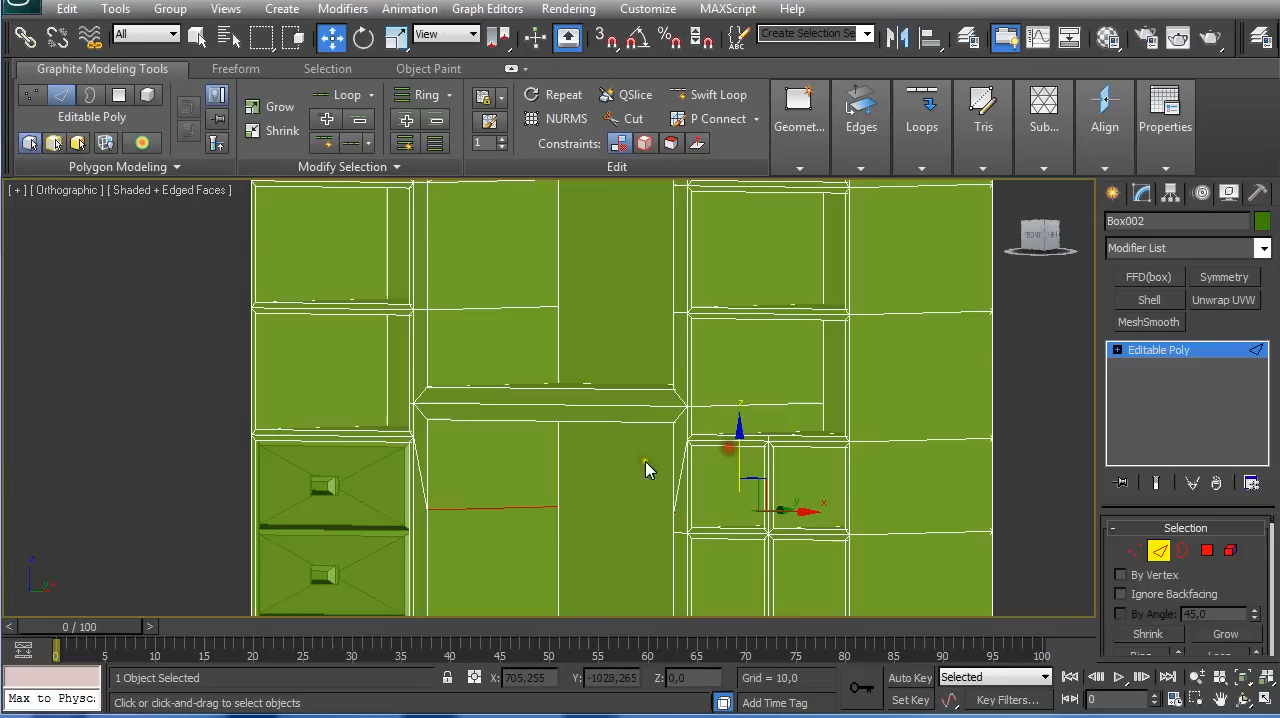 Edit Tools Group Views Create Modifiers Animation Graph Editors Rendering Customize MAXScript Help
All View Create Selection Se
Graphite Modeling Tools Freeform Selection Object Paint
Grow Loop Ring Repeat QSlice Swift Loop
Editable Poly Shrink NURMS Cut P Connect
1 Constraints:
Geomet... Edges Loops Tris Sub... Align Properties
Polygon Modeling Modify Selection Edit
[ + ] [ Orthographic ] [ Shaded + Edged Faces ]
FRONT
Box002
Modifier List
FFD(box) Symmetry
Shell Unwrap UVW
MeshSmooth
Editable Poly
z
x
y
z
Selection
By Vertex
Ignore Backfacing
By Angle: 45,0
Shrink Grow
0 / 100
0 5 10 15 20 25 30 35 40 45 50 55 60 65 70 75 80 85 90 95 100
1 Object Selected X: 705,255 Y: -1028,265 Z: 0,0 Grid = 10,0 Auto Key Selected
Max to Physc
Click or click-and-drag to select objects Add Time Tag Set Key Key Filters... 0